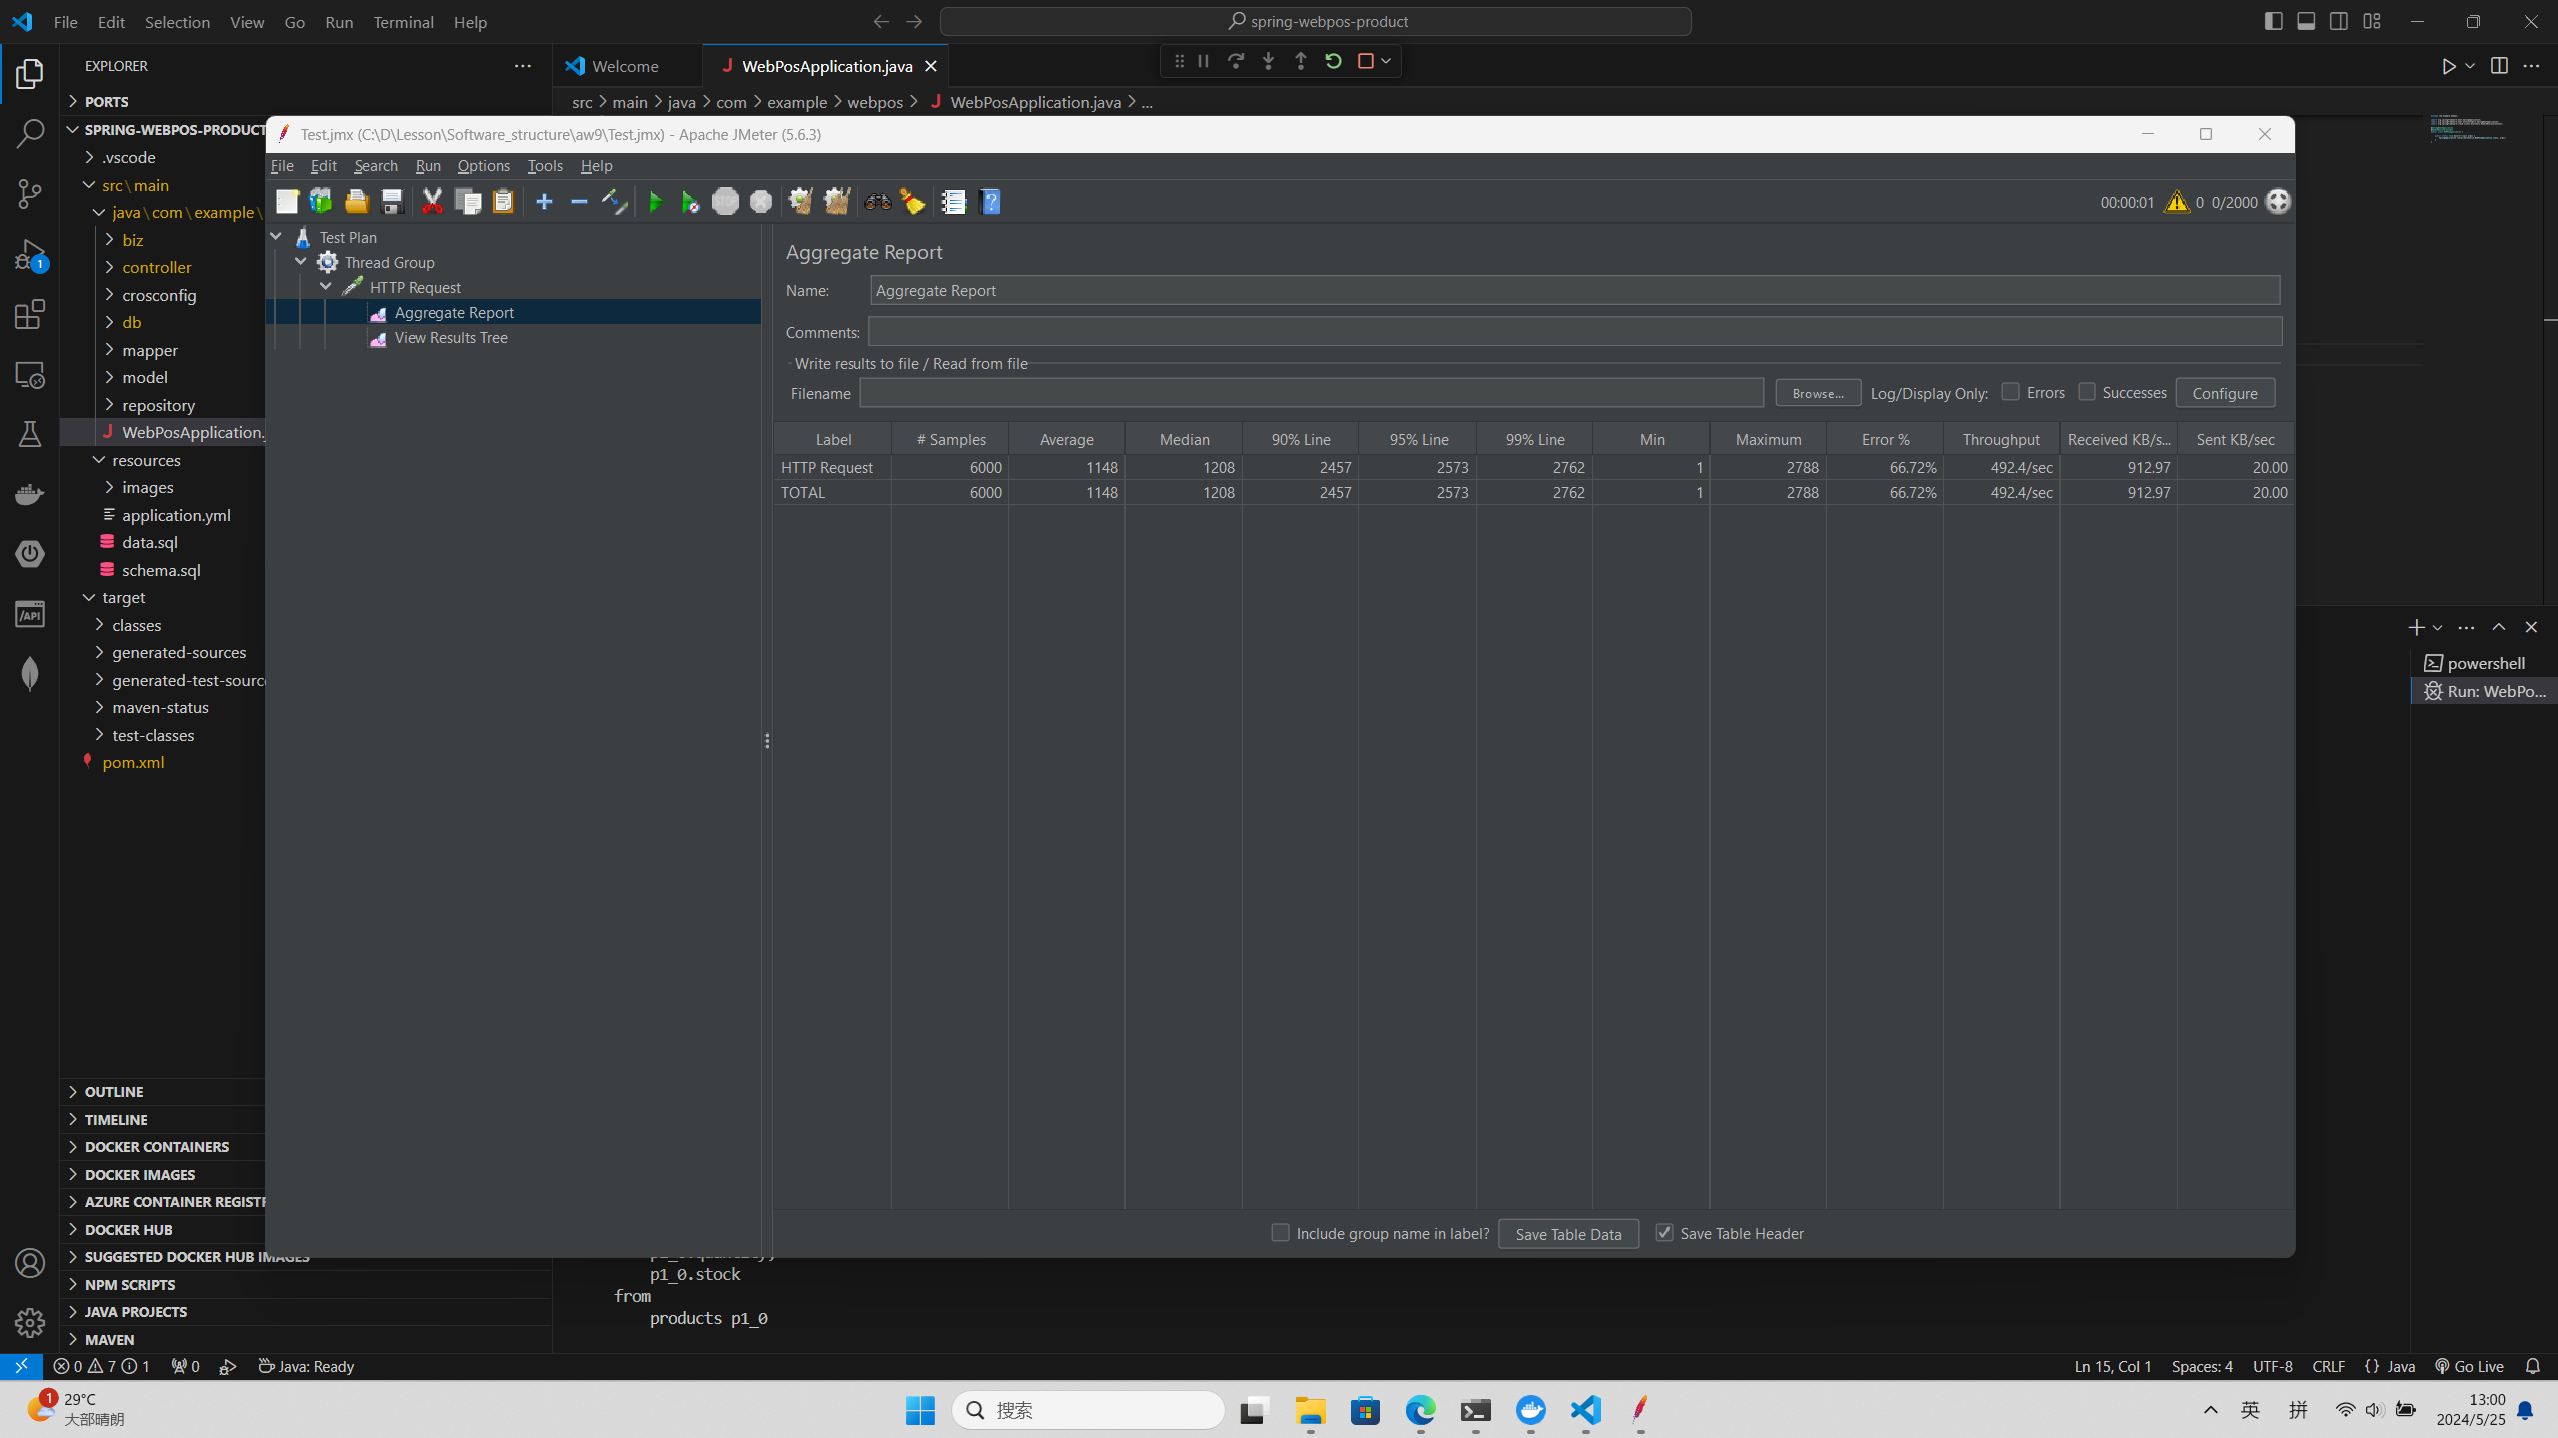 File Edit Selection View Go Run Terminal Help
spring-webpos-product
EXPLORER
Welcome
J WebPosApplication.java
src > main > java > com > example > webpos > J WebPosApplication.java > ...
PORTS
SPRING-WEBPOS-PRODUCT
.vscode
src\main
java\com\example\
biz
controller
crosconfig
db
mapper
model
repository
J WebPosApplication.j
resources
images
application.yml
data.sql
schema.sql
target
classes
generated-sources
generated-test-sourc
maven-status
test-classes
pom.xml
OUTLINE
TIMELINE
DOCKER CONTAINERS
DOCKER IMAGES
AZURE CONTAINER REGISTR
DOCKER HUB
SUGGESTED DOCKER HUB IMAGES
NPM SCRIPTS
JAVA PROJECTS
MAVEN
Test.jmx (C:\D\Lesson\Software_structure\aw9\Test.jmx) - Apache JMeter (5.6.3)
File Edit Search Run Options Tools Help
00:00:01 0 0/2000
Test Plan
Thread Group
HTTP Request
Aggregate Report
View Results Tree
Aggregate Report
Name: Aggregate Report
Comments:
Write results to file / Read from file
Filename Browse... Log/Display Only: Errors Successes Configure
Label # Samples Average Median 90% Line 95% Line 99% Line Min Maximum Error % Throughput Received KB/s... Sent KB/sec
HTTP Request 6000 1148 1208 2457 2573 2762 1 2788 66.72% 492.4/sec 912.97 20.00
TOTAL 6000 1148 1208 2457 2573 2762 1 2788 66.72% 492.4/sec 912.97 20.00
Include group name in label? Save Table Data Save Table Header
powershell
Run: WebPo...
p1_0.stock
from
products p1_0
0 7 1 0 Java: Ready
Ln 15, Col 1 Spaces: 4 UTF-8 CRLF {} Java Go Live
1 29°C
大部晴朗
搜索
英 拼
13:00
2024/5/25